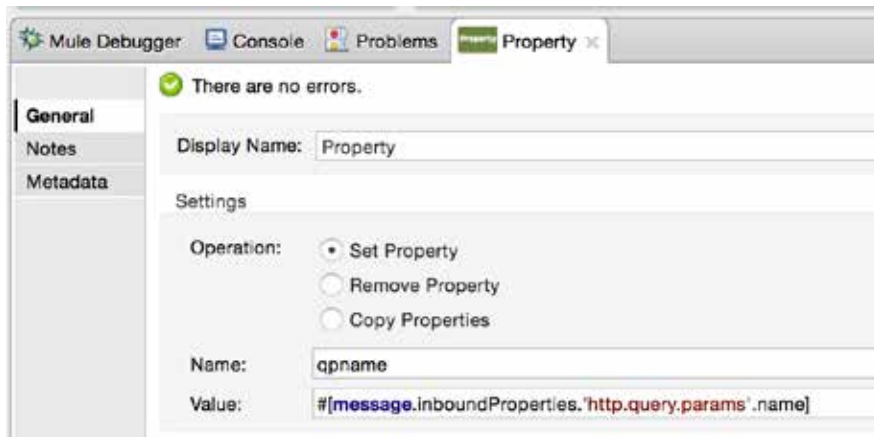 Mule Debugger Console Problems Property Property
There are no errors.
General
Notes
Metadata
Display Name: Property
Settings
Operation: Set Property
Remove Property
Copy Properties
Name: qpname
Value: #[message.inboundProperties.'http.query.params'.name]